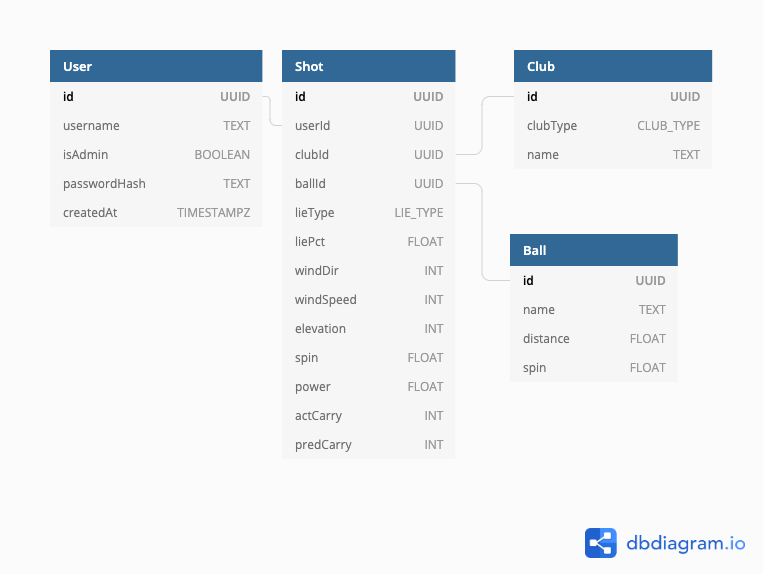 User
id UUID
username TEXT
isAdmin BOOLEAN
passwordHash TEXT
createdAt TIMESTAMPZ
Shot
id UUID
userId UUID
clubId UUID
ballId UUID
lieType LIE_TYPE
liePct FLOAT
windDir INT
windSpeed INT
elevation INT
spin FLOAT
power FLOAT
actCarry INT
predCarry INT
Club
id UUID
clubType CLUB_TYPE
name TEXT
Ball
id UUID
name TEXT
distance FLOAT
spin FLOAT
dbdiagram.io